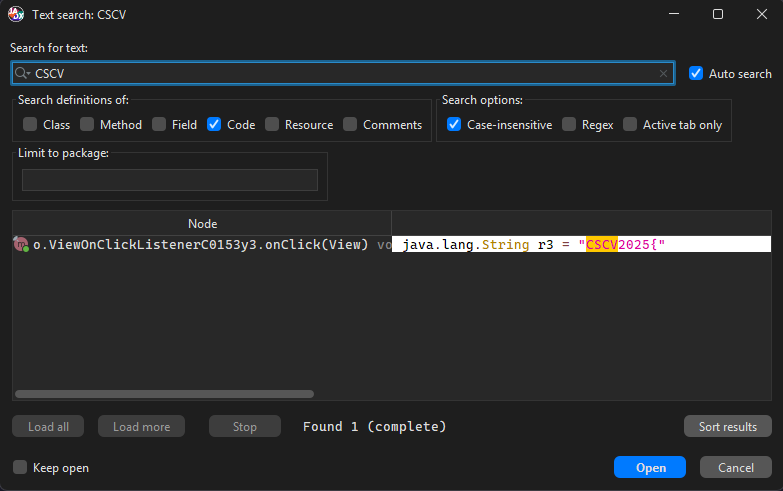 Text search: CSCV
Search for text:
CSCV
Auto search
Search definitions of:
Search options:
Class Method Field Code Resource Comments
Case-insensitive Regex Active tab only
Limit to package:
Node
o.ViewOnClickListenerC0153y3.onClick(View) vo java.lang.String r3 = "CSCV2025{"
Load all Load more Stop Found 1 (complete) Sort results
Keep open Open Cancel